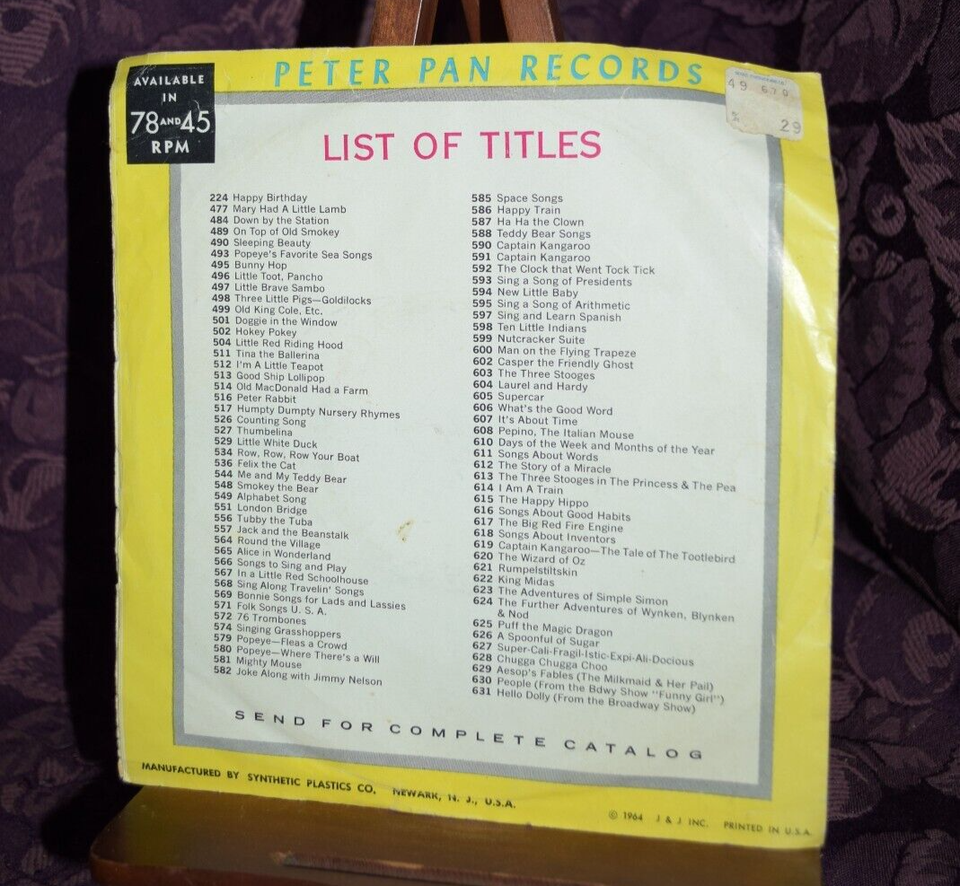 AVAILABLE
IN
78 AND 45
RPM
PETER PAN RECORDS
49 670
29
LIST OF TITLES
224 Happy Birthday
477 Mary Had A Little Lamb
484 Down by the Station
489 On Top of Old Smokey
490 Sleeping Beauty
493 Popeye's Favorite Sea Songs
495 Bunny Hop
496 Little Toot, Pancho
497 Little Brave Sambo
498 Three Little Pigs—Goldilocks
499 Old King Cole, Etc.
501 Doggie in the Window
502 Hokey Pokey
504 Little Red Riding Hood
511 Tina the Ballerina
512 I'm A Little Teapot
513 Good Ship Lollipop
514 Old MacDonald Had a Farm
516 Peter Rabbit
517 Humpty Dumpty Nursery Rhymes
526 Counting Song
527 Thumbelina
529 Little White Duck
534 Row, Row, Row Your Boat
536 Felix the Cat
544 Me and My Teddy Bear
548 Smokey the Bear
549 Alphabet Song
551 London Bridge
556 Tubby the Tuba
557 Jack and the Beanstalk
564 Round the Village
565 Alice in Wonderland
566 Songs to Sing and Play
567 In a Little Red Schoolhouse
568 Sing Along Travelin' Songs
569 Bonnie Songs for Lads and Lassies
571 Folk Songs U. S. A.
572 76 Trombones
574 Singing Grasshoppers
579 Popeye—Fleas a Crowd
580 Popeye—Where There's a Will
581 Mighty Mouse
582 Joke Along with Jimmy Nelson
585 Space Songs
586 Happy Train
587 Ha Ha the Clown
588 Teddy Bear Songs
590 Captain Kangaroo
591 Captain Kangaroo
592 The Clock that Went Tock Tick
593 Sing a Song of Presidents
594 New Little Baby
595 Sing a Song of Arithmetic
597 Sing and Learn Spanish
598 Ten Little Indians
599 Nutcracker Suite
600 Man on the Flying Trapeze
602 Casper the Friendly Ghost
603 The Three Stooges
604 Laurel and Hardy
605 Supercar
606 What's the Good Word
607 It's About Time
608 Pepino, The Italian Mouse
610 Days of the Week and Months of the Year
611 Songs About Words
612 The Story of a Miracle
613 The Three Stooges in The Princess & The Pea
614 I Am A Train
615 The Happy Hippo
616 Songs About Good Habits
617 The Big Red Fire Engine
618 Songs About Inventors
619 Captain Kangaroo—The Tale of The Tootlebird
620 The Wizard of Oz
621 Rumpelstiltskin
622 King Midas
623 The Adventures of Simple Simon
624 The Further Adventures of Wynken, Blynken
& Nod
625 Puff the Magic Dragon
626 A Spoonful of Sugar
627 Super-Cali-Fragil-Istic-Expi-Ali-Docious
628 Chugga Chugga Choo
629 Aesop's Fables (The Milkmaid & Her Pail)
630 People (From the Bdwy Show "Funny Girl")
631 Hello Dolly (From the Broadway Show)
SEND FOR COMPLETE CATALOG
MANUFACTURED BY SYNTHETIC PLASTICS CO. NEWARK, N. J., U.S.A.
© 1964 J & J INC. PRINTED IN U.S.A.